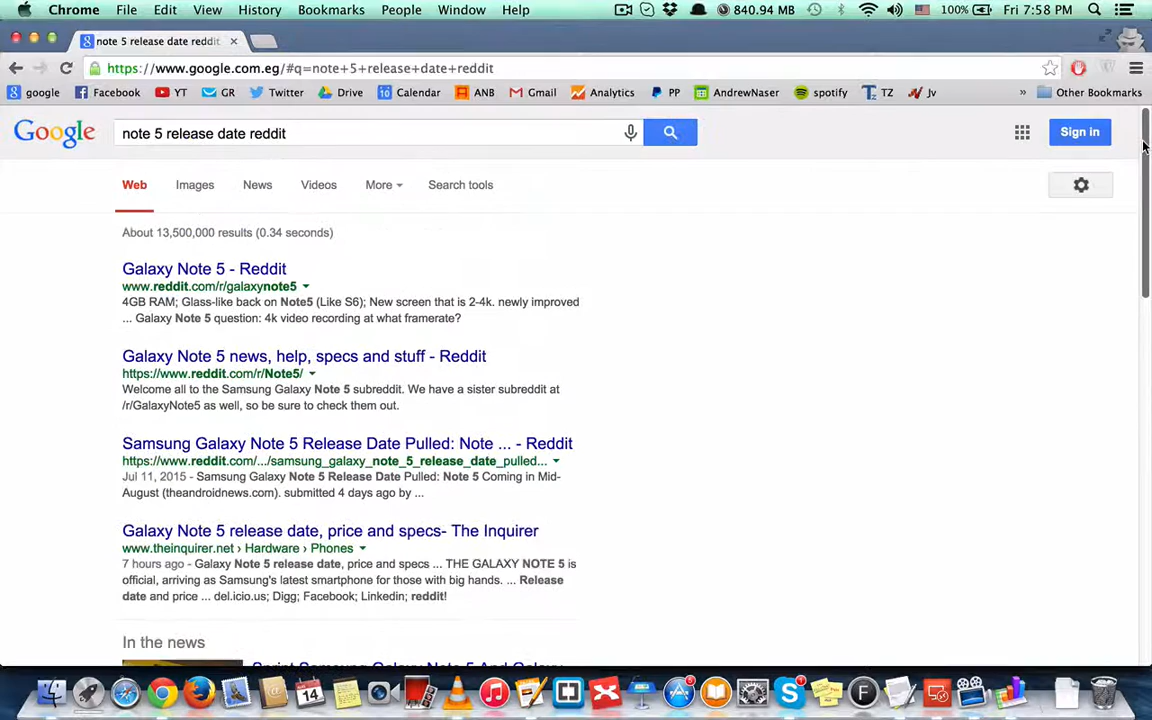 Chrome File Edit View History Bookmarks People Window Help 840.94 MB 100% Fri 7:58 PM
note 5 release date reddit
https://www.google.com.eg/#q=note+5+release+date+reddit
google Facebook YT GR Twitter Drive Calendar ANB Gmail Analytics PP AndrewNaser spotify TZ Jv » Other Bookmarks
Google note 5 release date reddit Sign in
Web Images News Videos More Search tools
About 13,500,000 results (0.34 seconds)
Galaxy Note 5 - Reddit
www.reddit.com/r/galaxynote5
4GB RAM; Glass-like back on Note5 (Like S6); New screen that is 2-4k. newly improved
... Galaxy Note 5 question: 4k video recording at what framerate?
Galaxy Note 5 news, help, specs and stuff - Reddit
https://www.reddit.com/r/Note5/
Welcome all to the Samsung Galaxy Note 5 subreddit. We have a sister subreddit at
/r/GalaxyNote5 as well, so be sure to check them out.
Samsung Galaxy Note 5 Release Date Pulled: Note ... - Reddit
https://www.reddit.com/.../samsung_galaxy_note_5_release_date_pulled...
Jul 11, 2015 - Samsung Galaxy Note 5 Release Date Pulled: Note 5 Coming in Mid-
August (theandroidnews.com). submitted 4 days ago by ...
Galaxy Note 5 release date, price and specs- The Inquirer
www.theinquirer.net › Hardware › Phones
7 hours ago - Galaxy Note 5 release date, price and specs ... THE GALAXY NOTE 5 is
official, arriving as Samsung's latest smartphone for those with big hands. ... Release
date and price ... del.icio.us; Digg; Facebook; Linkedin; reddit!
In the news
Sprint Samsung Galaxy Note 5 And Galaxy
14